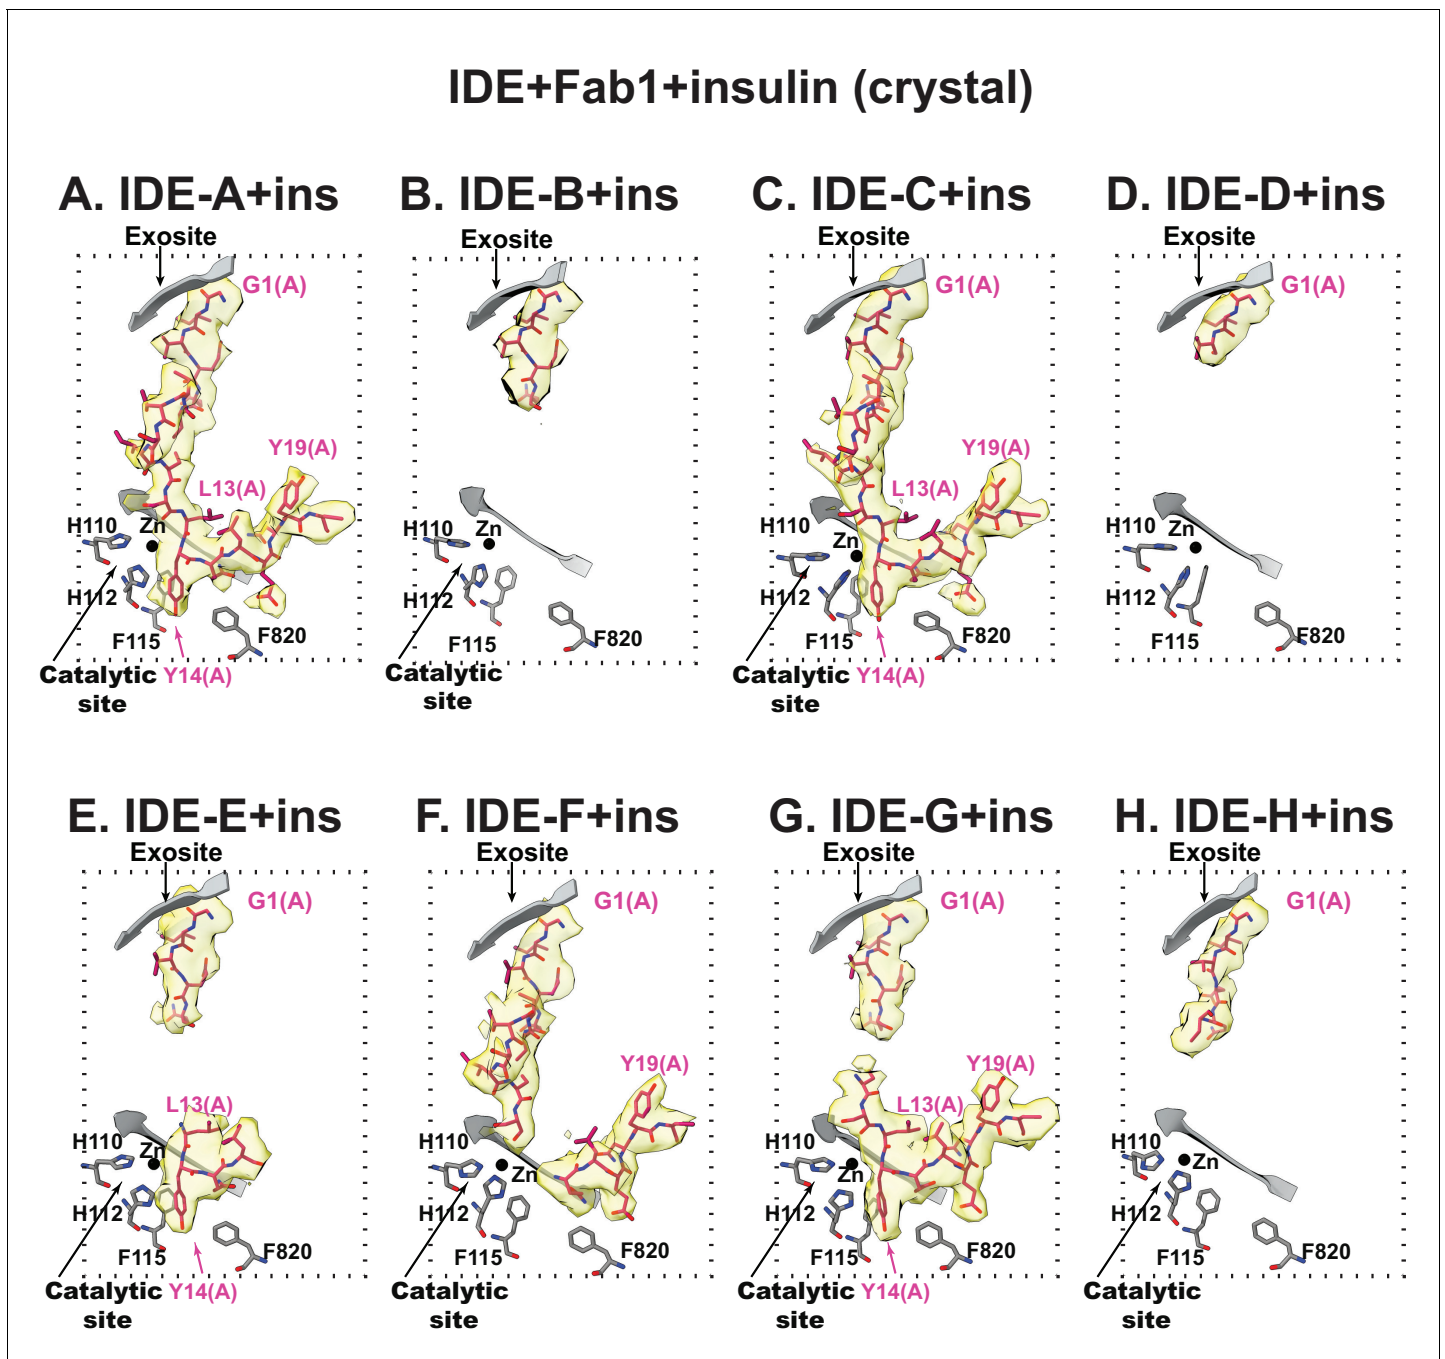 IDE+Fab1+insulin (crystal)
A. IDE-A+ins
Exosite
G1(A)
Y19(A)
L13(A)
H110
Zn
H112
F115
F820
Catalytic
site
Y14(A)
B. IDE-B+ins
Exosite
H110
Zn
H112
F115
F820
Catalytic
site
C. IDE-C+ins
Exosite
G1(A)
Y19(A)
L13(A)
H110
Zn
H112
F115
F820
Catalytic
site
Y14(A)
D. IDE-D+ins
Exosite
G1(A)
H110
Zn
H112
F115
F820
E. IDE-E+ins
Exosite
G1(A)
L13(A)
H110
Zn
H112
F115
F820
Catalytic
site
Y14(A)
F. IDE-F+ins
Exosite
G1(A)
Y19(A)
H110
Zn
H112
F115
F820
Catalytic
site
G. IDE-G+ins
Exosite
G1(A)
Y19(A)
L13(A)
H110
Zn
H112
F115
F820
Catalytic
site
Y14(A)
H. IDE-H+ins
Exosite
G1(A)
H110
Zn
H112
F115
F820
Catalytic
site